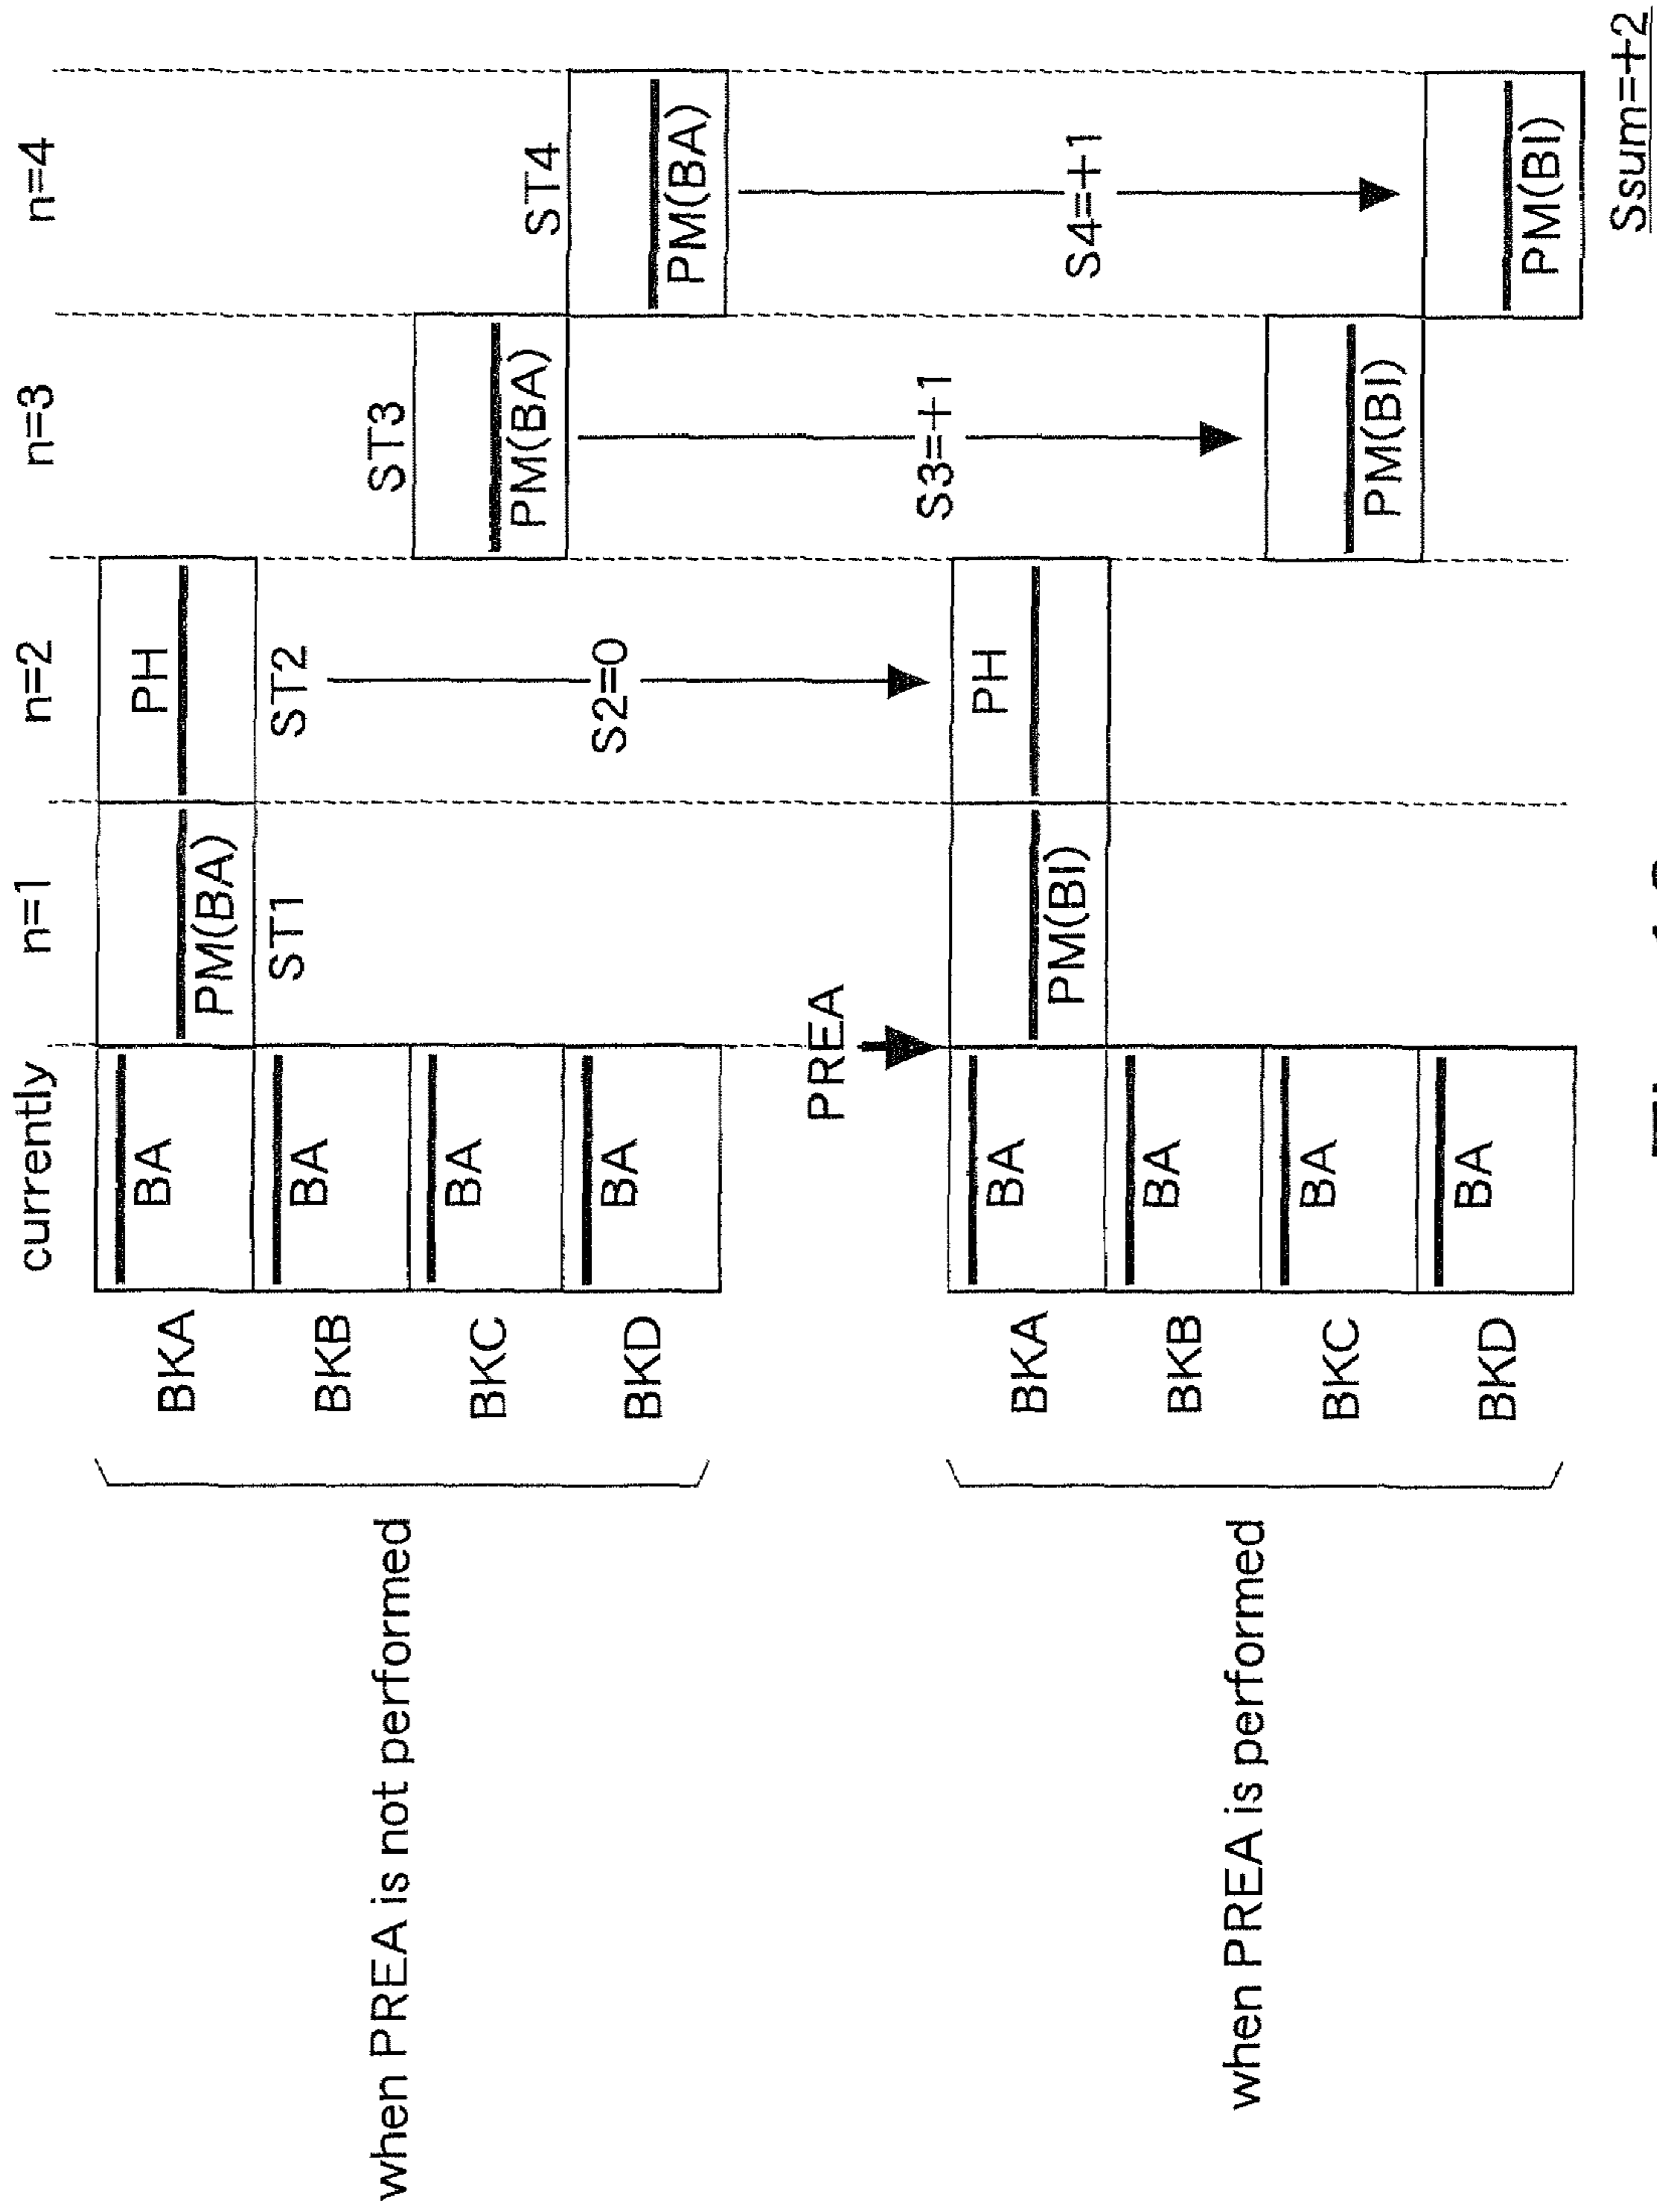 currently n=1 n=2 n=3 n=4
when PREA is not performed
BKA BA PM(BA) PH
ST1 ST2 ST3
BKB BA
BKC BA PM(BA)
ST4
BKD BA PM(BA)
S2=0
S3=+1
S4=+1
PREA
when PREA is performed
BKA BA PM(BI) PH
BKB BA
BKC BA PM(BI)
BKD BA PM(BI)
Ssum=+2